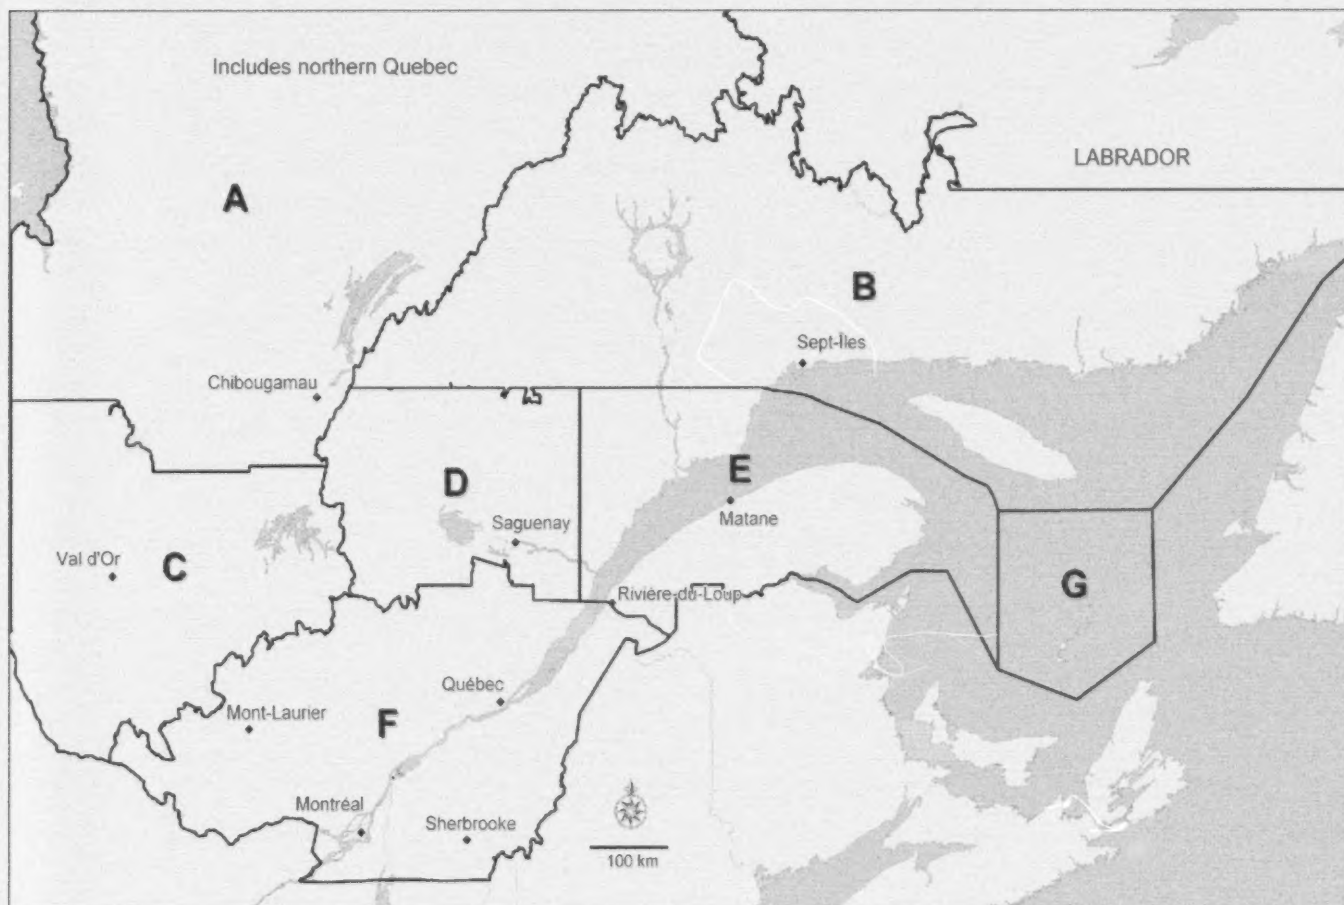 Includes northern Quebec
LABRADOR
A
B
Sept-Îles
Chibougamau
D
E
Matane
Saguenay
Val d'Or
C
G
Rivière-du-Loup
Québec
Mont-Laurier
F
Montréal
Sherbrooke
100 km